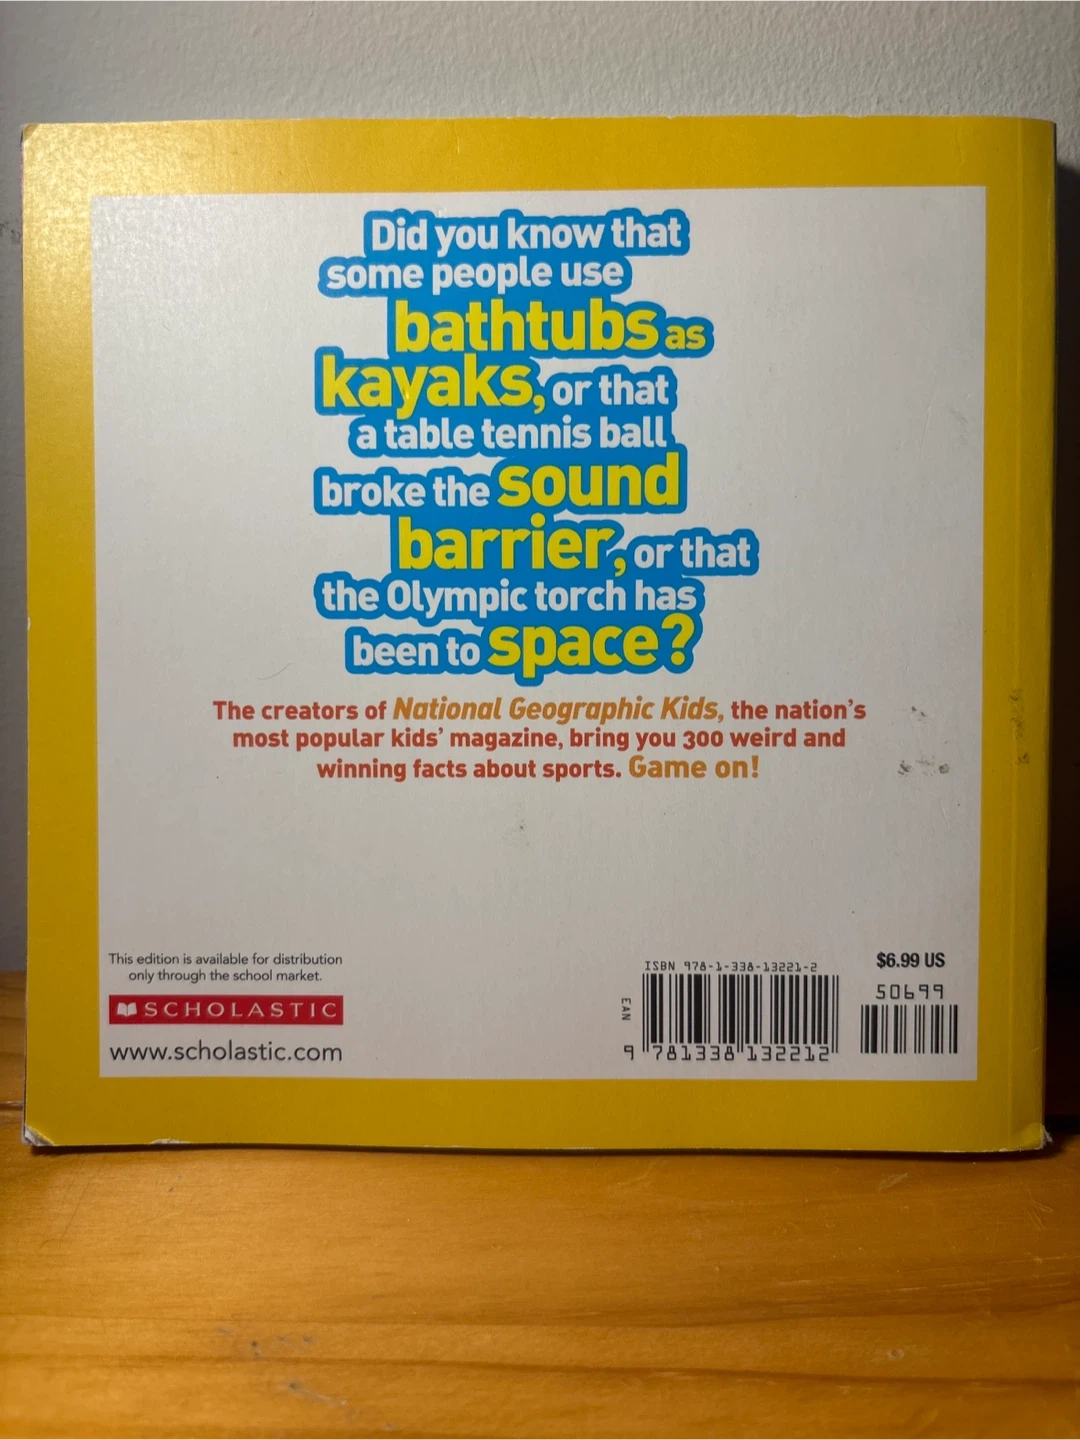 Did you know that
some people use
bathtubs as
kayaks, or that
a table tennis ball
broke the sound
barrier, or that
the Olympic torch has
been to space?
The creators of National Geographic Kids, the nation's
most popular kids' magazine, bring you 300 weird and
winning facts about sports. Game on!
This edition is available for distribution
only through the school market.
SCHOLASTIC
www.scholastic.com
ISBN 978-1-338-13221-2
EAN
9 781338 132212
$6.99 US
50699